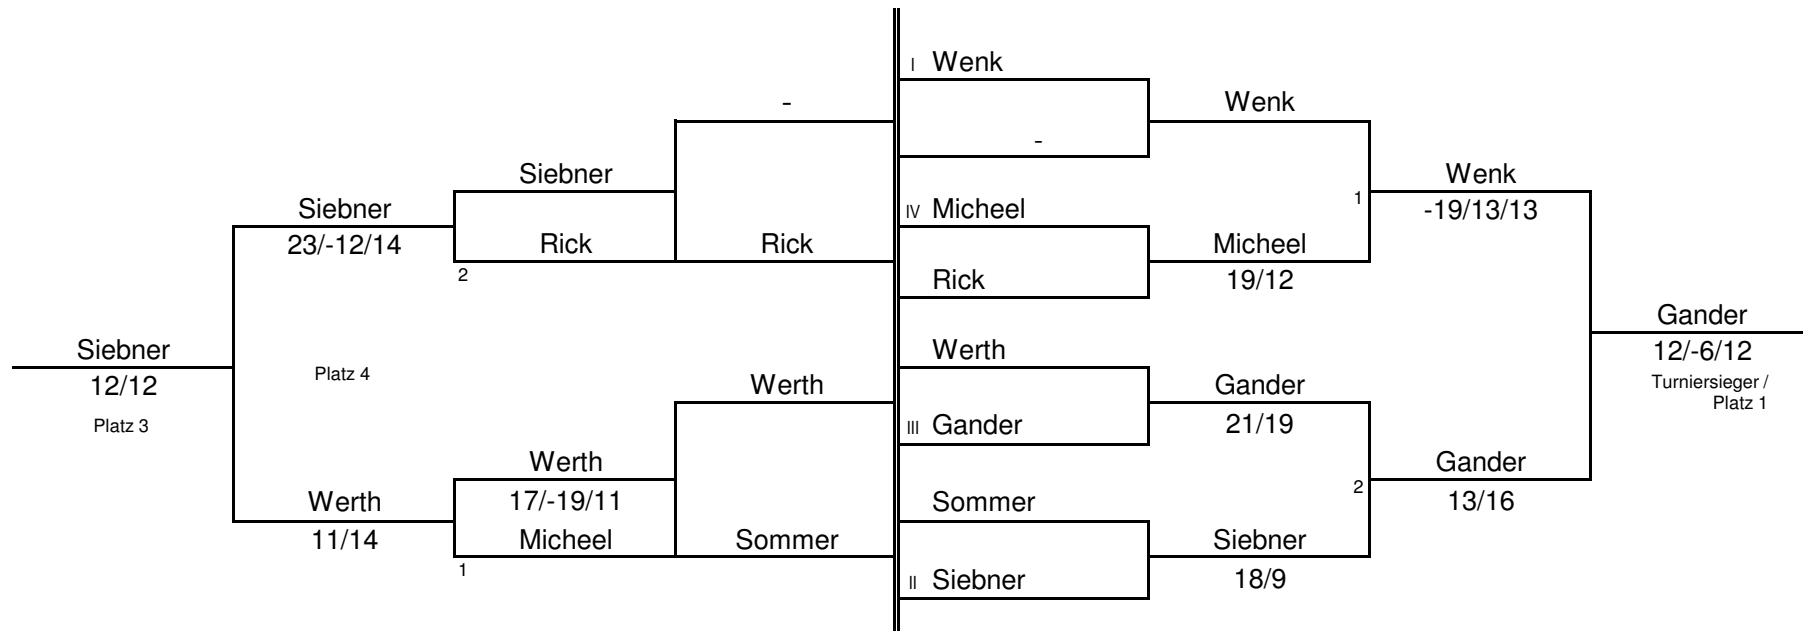 I Wenk
-
Wenk
-
Siebner
Wenk
Siebner
IV Micheel
1
-19/13/13
23/-12/14
Rick
Rick
Micheel
2
Rick
19/12
Gander
Siebner
Werth
12/-6/12
12/12
Platz 4
Werth
Gander
Turniersieger /
Platz 1
Platz 3
III Gander
21/19
Werth
Gander
Werth
17/-19/11
Sommer
2
13/16
11/14
Micheel
Sommer
Siebner
1
II Siebner
18/9